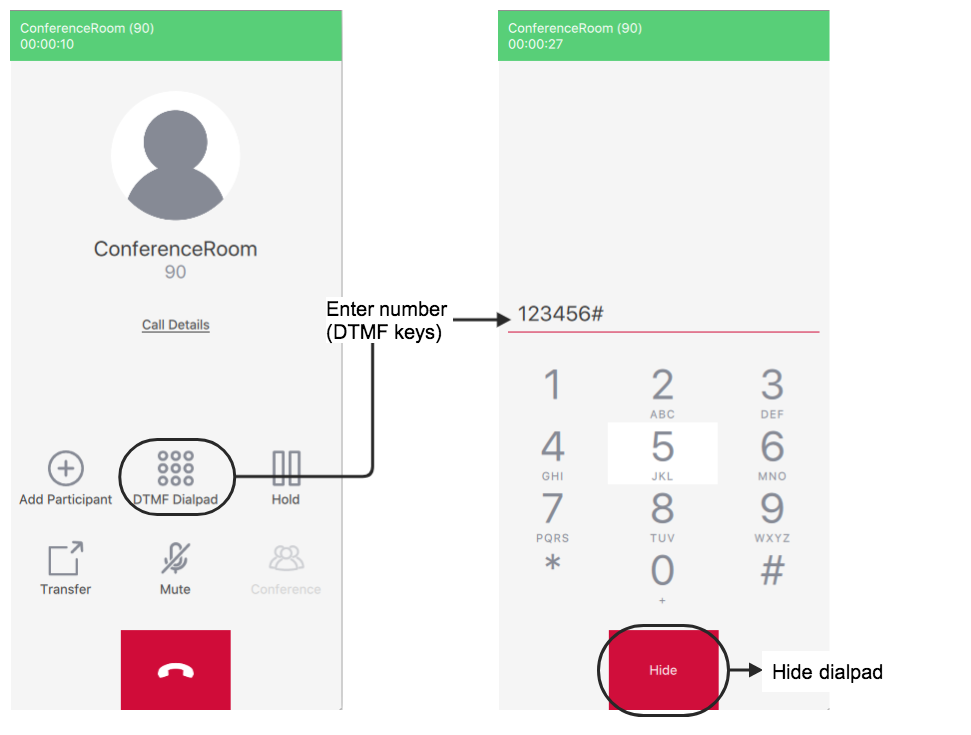 ConferenceRoom (90)
00:00:10
ConferenceRoom
90
Call Details
Add Participant
DTMF Dialpad
Hold
Transfer
Mute
Conference
Enter number
(DTMF keys)
ConferenceRoom (90)
00:00:27
123456#
1
2
3
ABC
DEF
4
5
6
GHI
JKL
MNO
7
8
9
PQRS
TUV
WXYZ
*
0
#
+
Hide
Hide dialpad